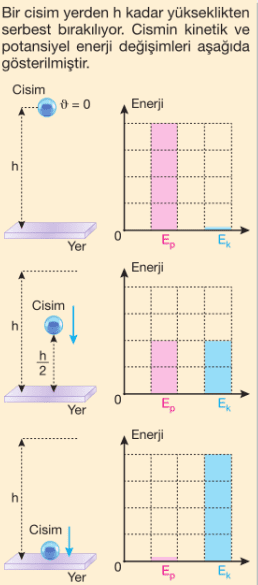 Bir cisim yerden h kadar yükseklikten
serbest bırakılıyor. Cismin kinetik ve
potansiyel enerji değişimleri aşağıda
gösterilmiştir.
Cisim
ϑ = 0
h
Yer
Enerji
0
Eₚ
Eₖ
h
Cisim
h
2
Yer
Enerji
0
Eₚ
Eₖ
h
Cisim
Yer
Enerji
0
Eₚ
Eₖ